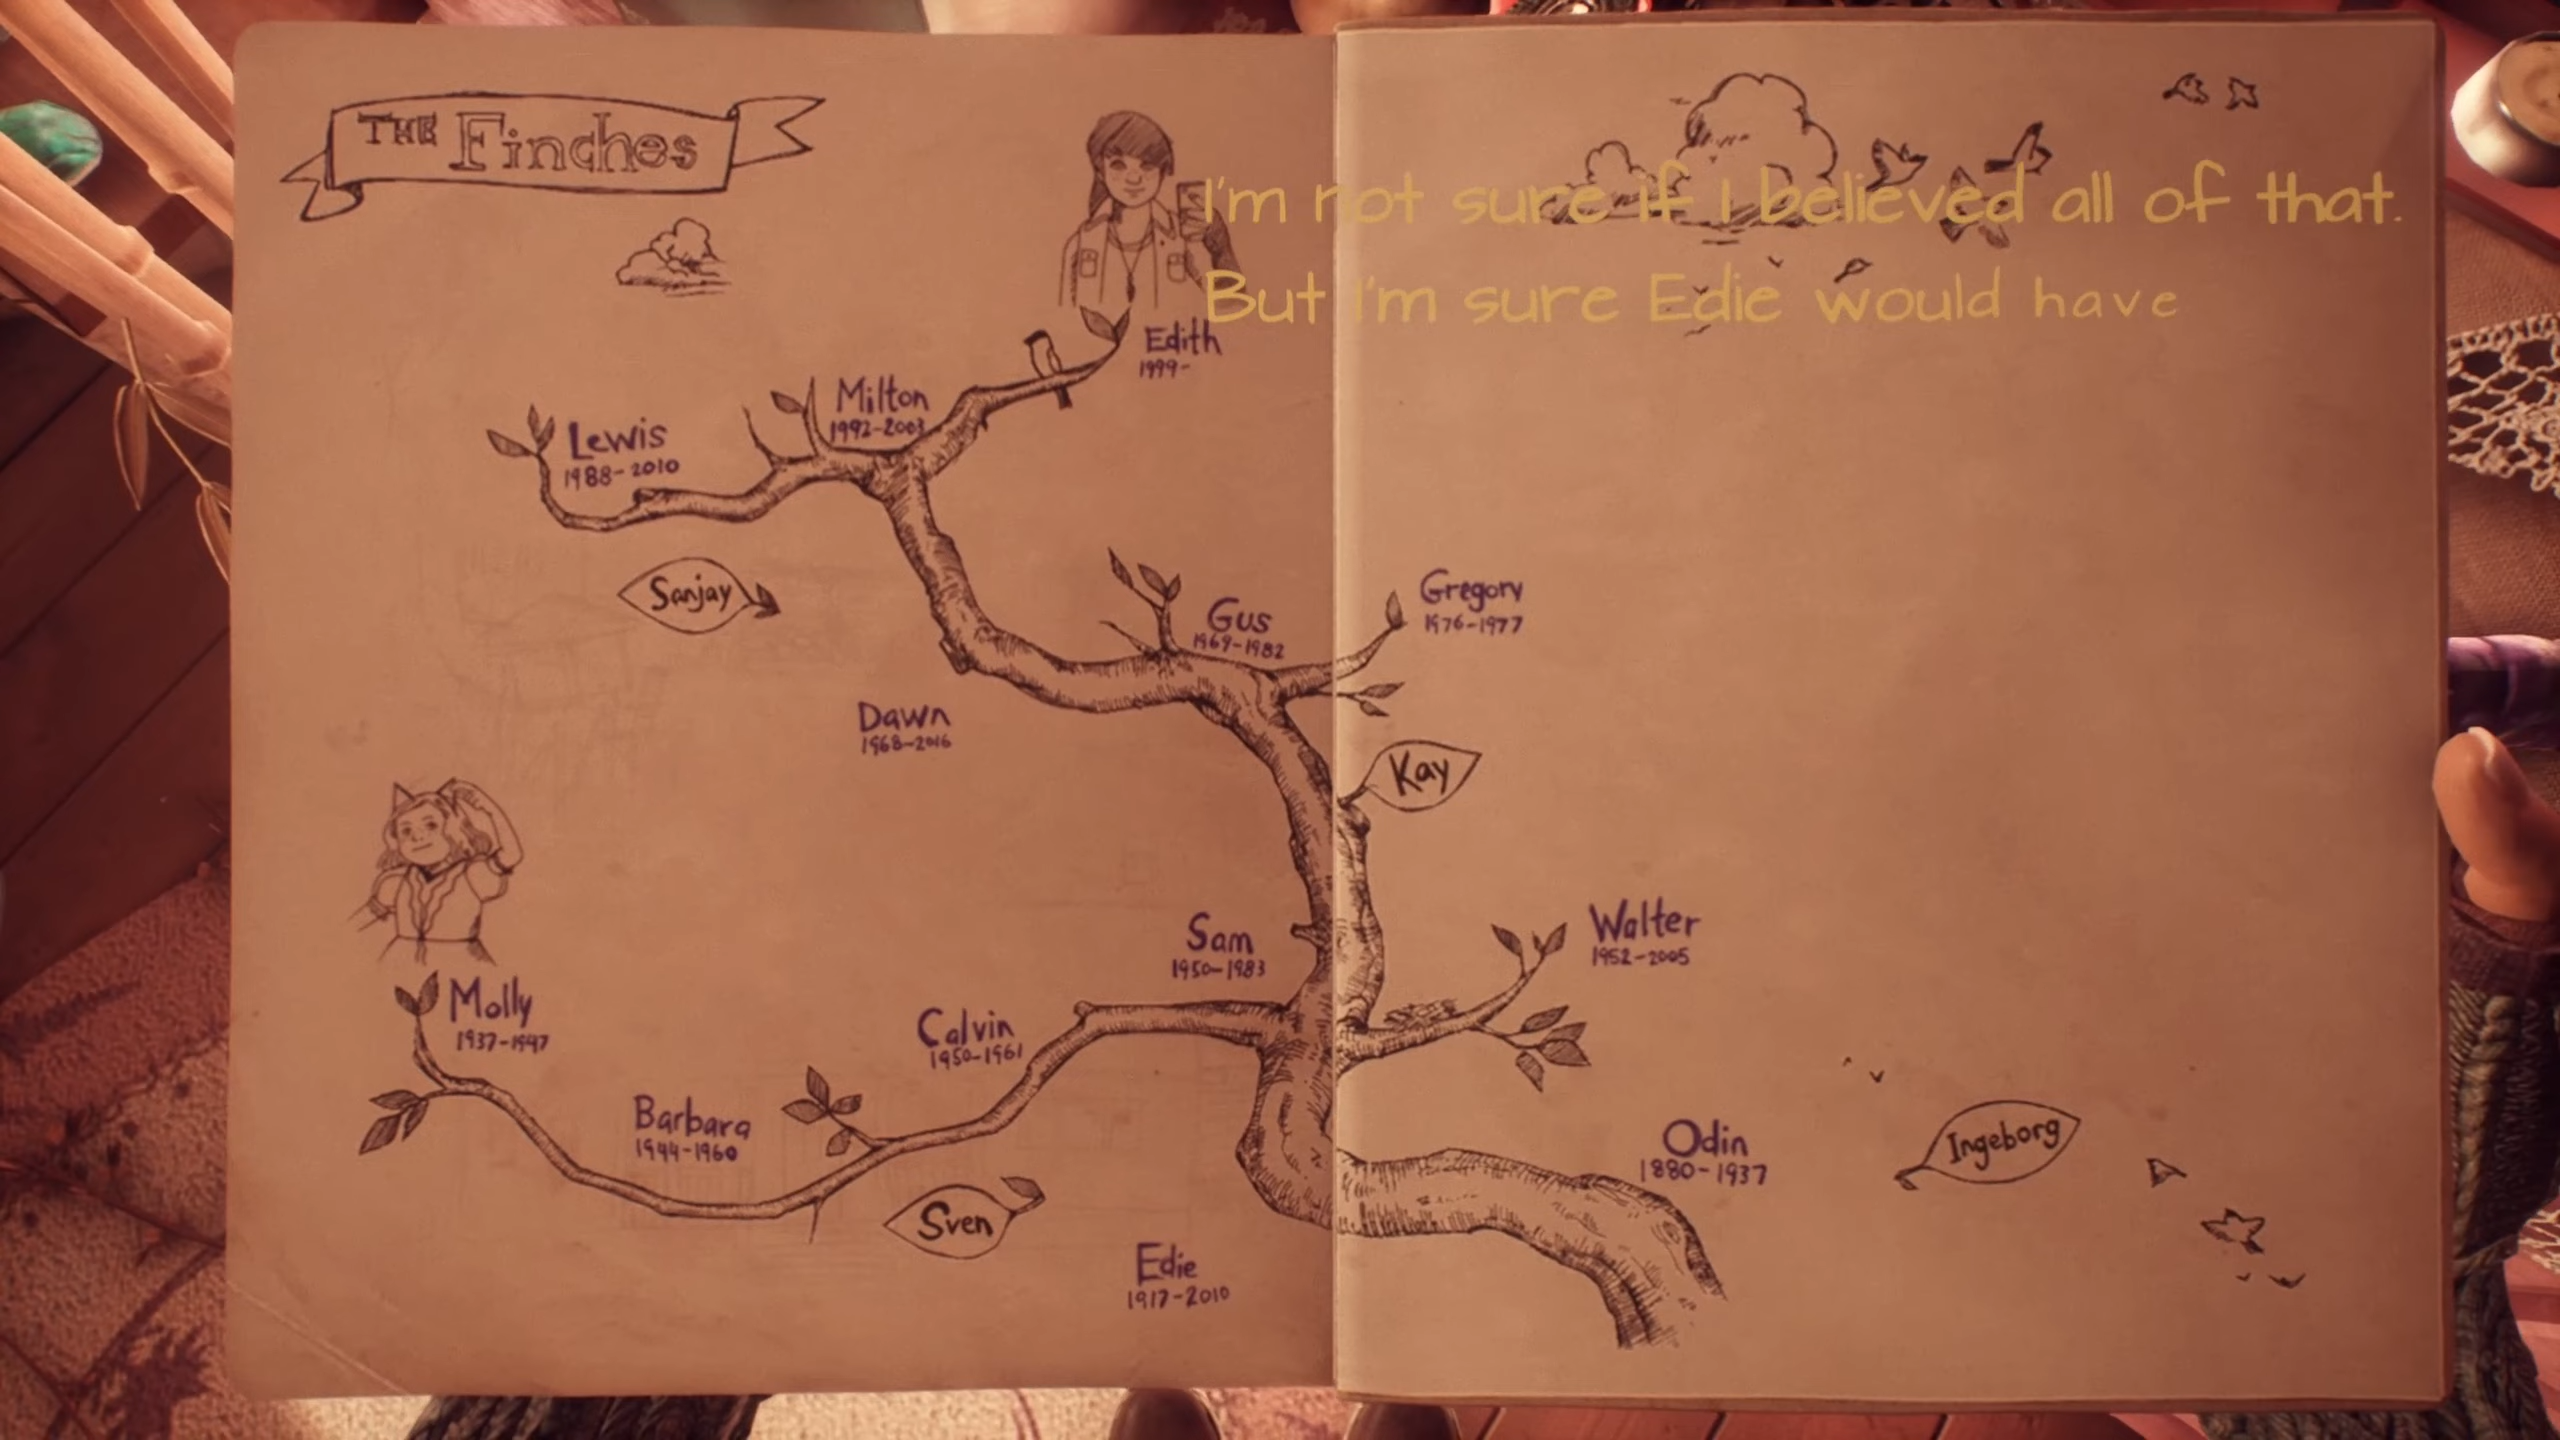 THE Finches
I'm not sure if I believed all of that.
But I'm sure Edie would have
Edith
1999-
Milton
1992-2003
Lewis
1988-2010
Sanjay
Gus
1969-1982
Gregory
1976-1977
Dawn
1968-2016
Kay
Sam
1950-1983
Walter
1952-2005
Molly
1937-1947
Calvin
1950-1961
Barbara
1944-1960
Sven
Odin
1880-1937
Ingeborg
Edie
1917-2010